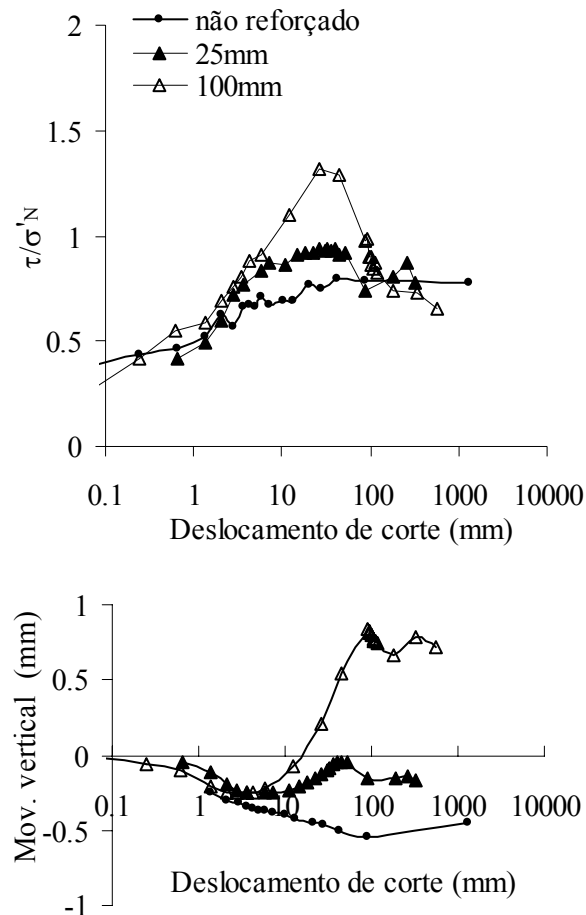 2
não reforçado
25mm
100mm
1.5
1
0.5
0
τ/σ'N
0.1 1 10 100 1000 10000
Deslocamento de corte (mm)
1
0.5
0
-0.5
-1
Mov. vertical (mm)
0.1 1 10 100 1000 10000
Deslocamento de corte (mm)